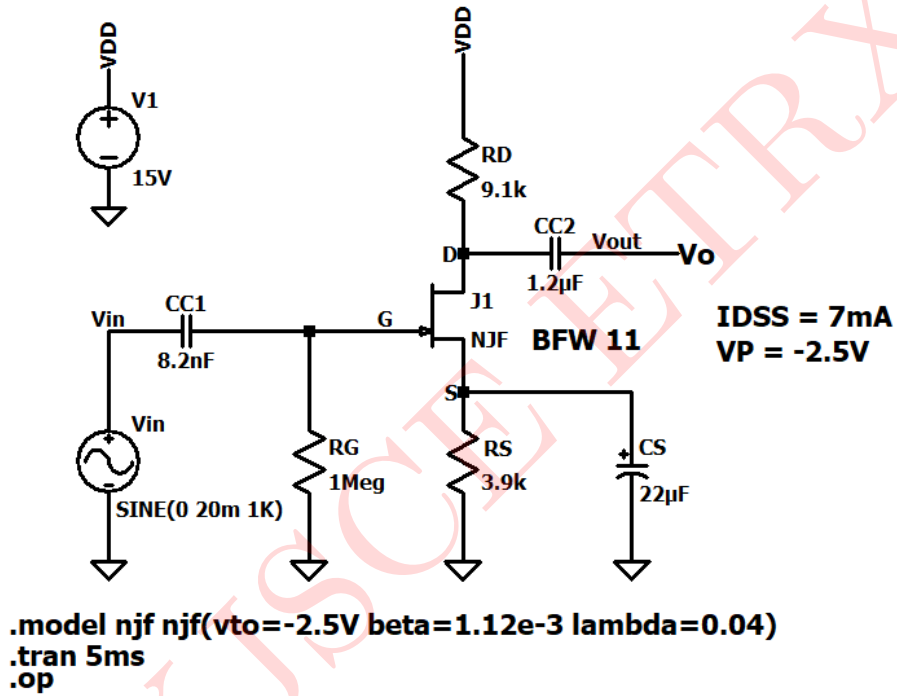 VDD
V1
15V
VDD
RD
9.1k
D
CC2
1.2µF
Vout
Vo
J1
NJF
BFW 11
IDSS = 7mA
VP = -2.5V
Vin
CC1
8.2nF
G
S
Vin
SINE(0 20m 1K)
RG
1Meg
RS
3.9k
CS
22µF
.model njf njf(vto=-2.5V beta=1.12e-3 lambda=0.04)
.tran 5ms
.op
JSCE ETRX